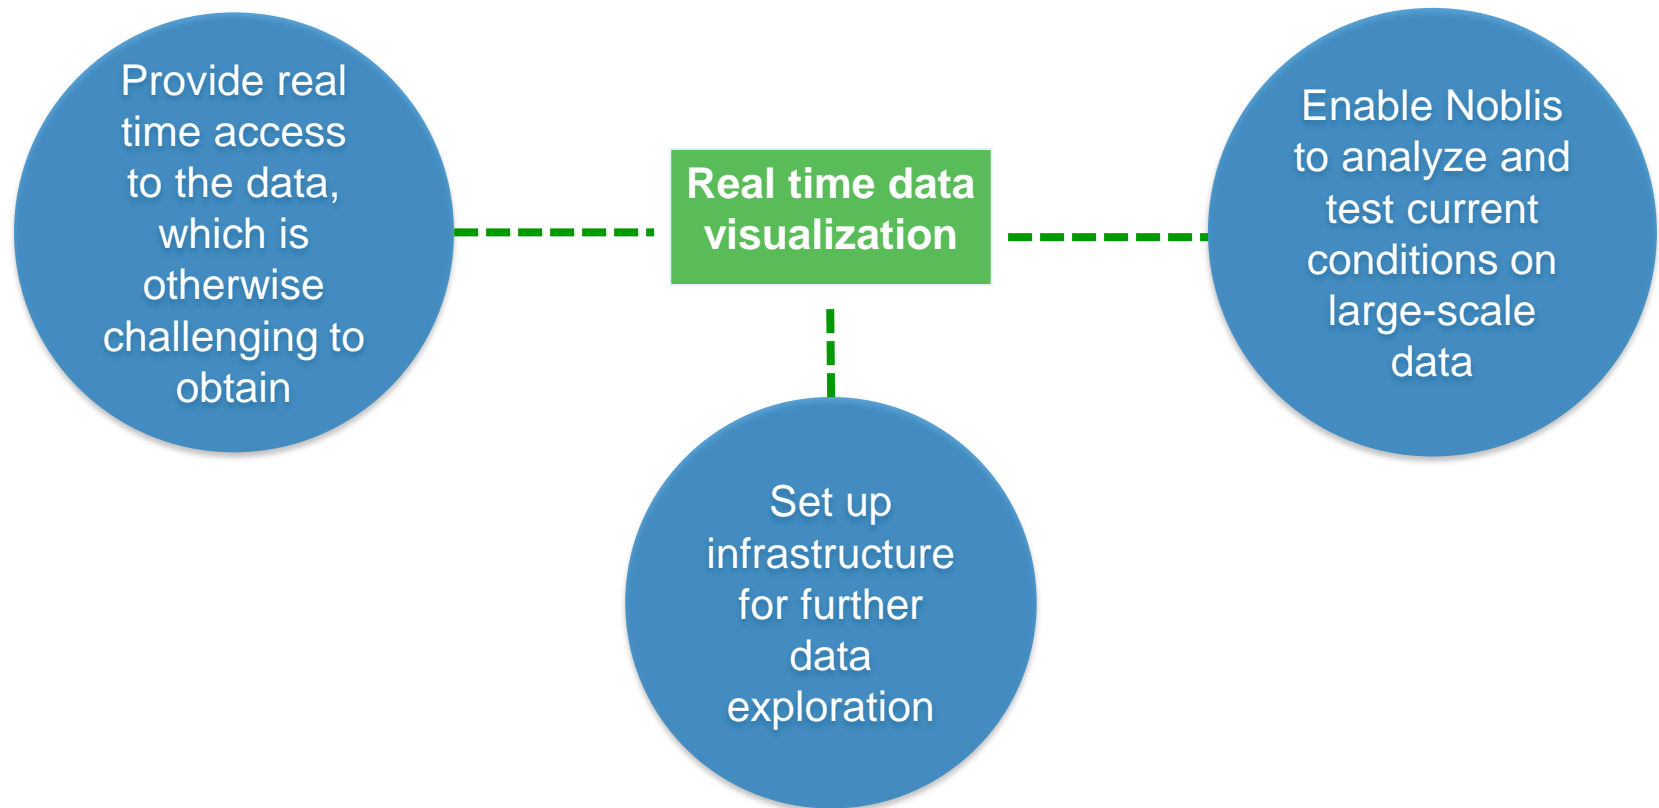 Provide real
time access
to the data,
which is
otherwise
challenging to
obtain
Real time data
visualization
Enable Noblis
to analyze and
test current
conditions on
large-scale
data
Set up
infrastructure
for further
data
exploration